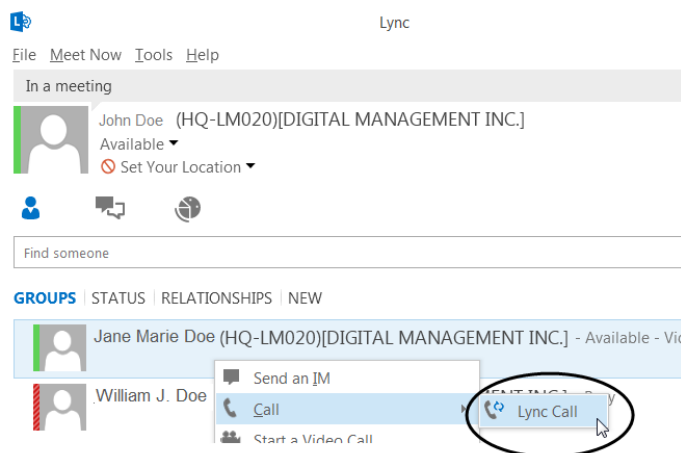 Lync
File Meet Now Tools Help
In a meeting
John Doe (HQ-LM020)[DIGITAL MANAGEMENT INC.]
Available
Set Your Location
Find someone
GROUPS STATUS RELATIONSHIPS NEW
Jane Marie Doe (HQ-LM020)[DIGITAL MANAGEMENT INC.] - Available - Vi
William J. Doe
Send an IM
Call
Lync Call
Start a Video Call